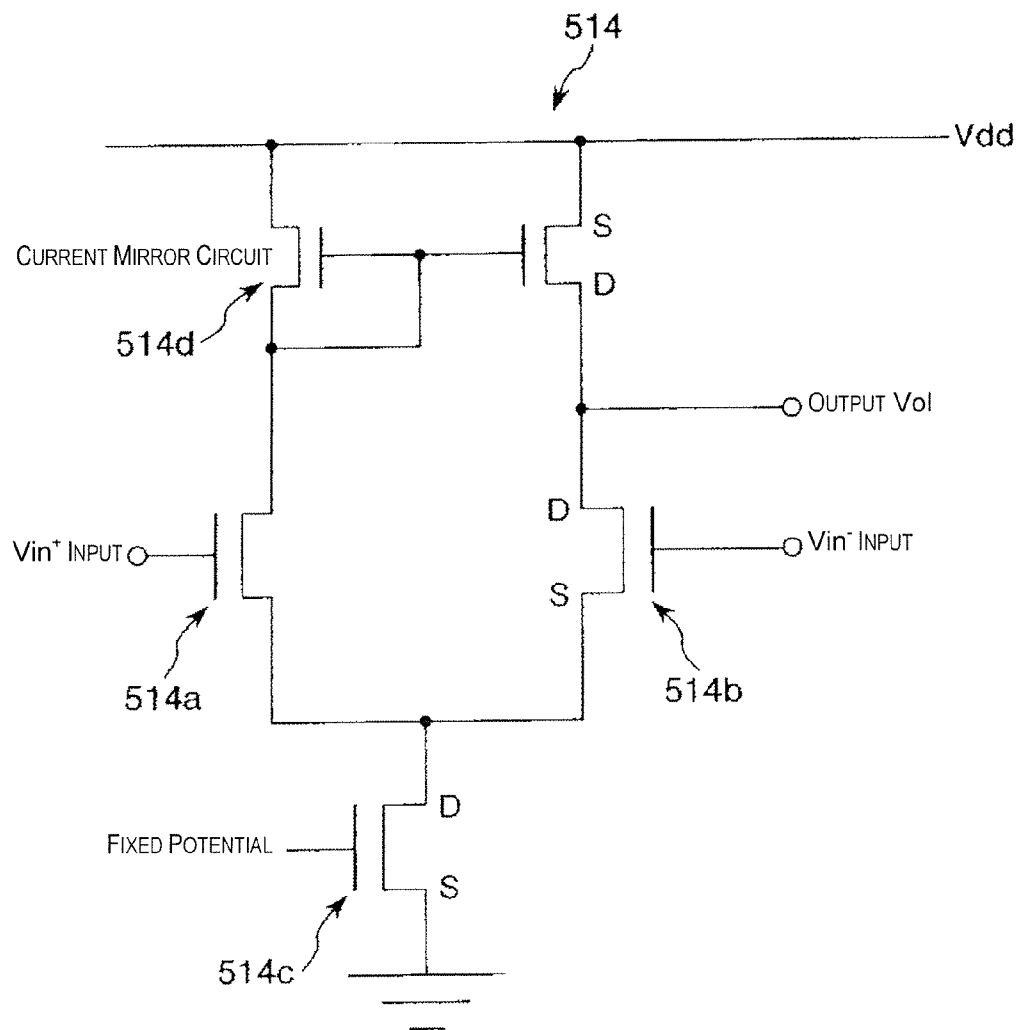 514
Vdd
S
CURRENT MIRROR CIRCUIT
D
514d
OUTPUT Vol
D
Vin+ INPUT
Vin- INPUT
S
514a
514b
D
FIXED POTENTIAL
S
514c